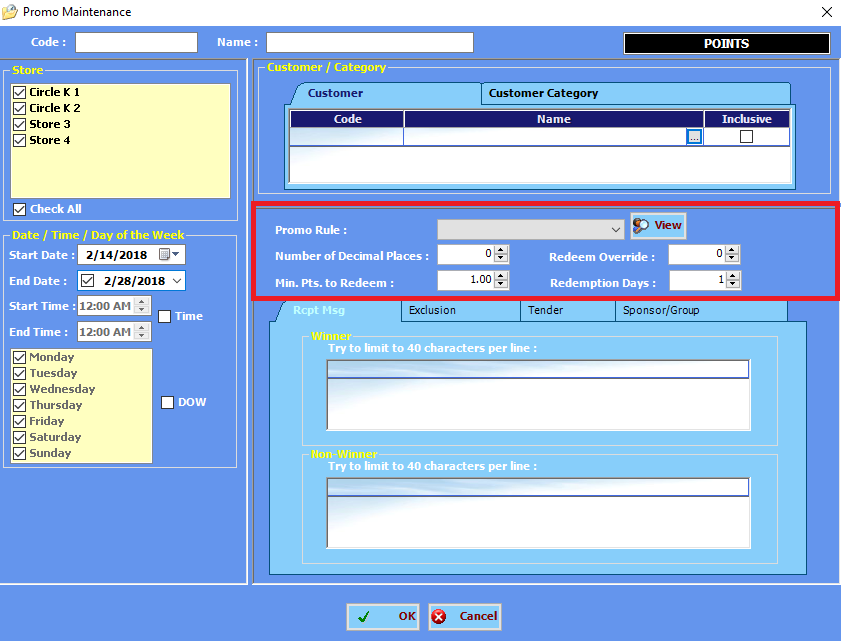 Promo Maintenance
Code :
Name :
POINTS
Store
Circle K 1
Circle K 2
Store 3
Store 4
Check All
Date / Time / Day of the Week
Start Date : 2/14/2018
End Date : 2/28/2018
Start Time : 12:00 AM
Time
End Time : 12:00 AM
Monday
Tuesday
Wednesday
Thursday
Friday
Saturday
Sunday
DOW
Customer / Category
Customer Customer Category
Code Name Inclusive
...
Promo Rule : View
Number of Decimal Places : 0 Redeem Override : 0
Min. Pts. to Redeem : 1.00 Redemption Days : 1
Rcpt Msg Exclusion Tender Sponsor/Group
Winner
Try to limit to 40 characters per line :
Non-Winner
Try to limit to 40 characters per line :
OK Cancel